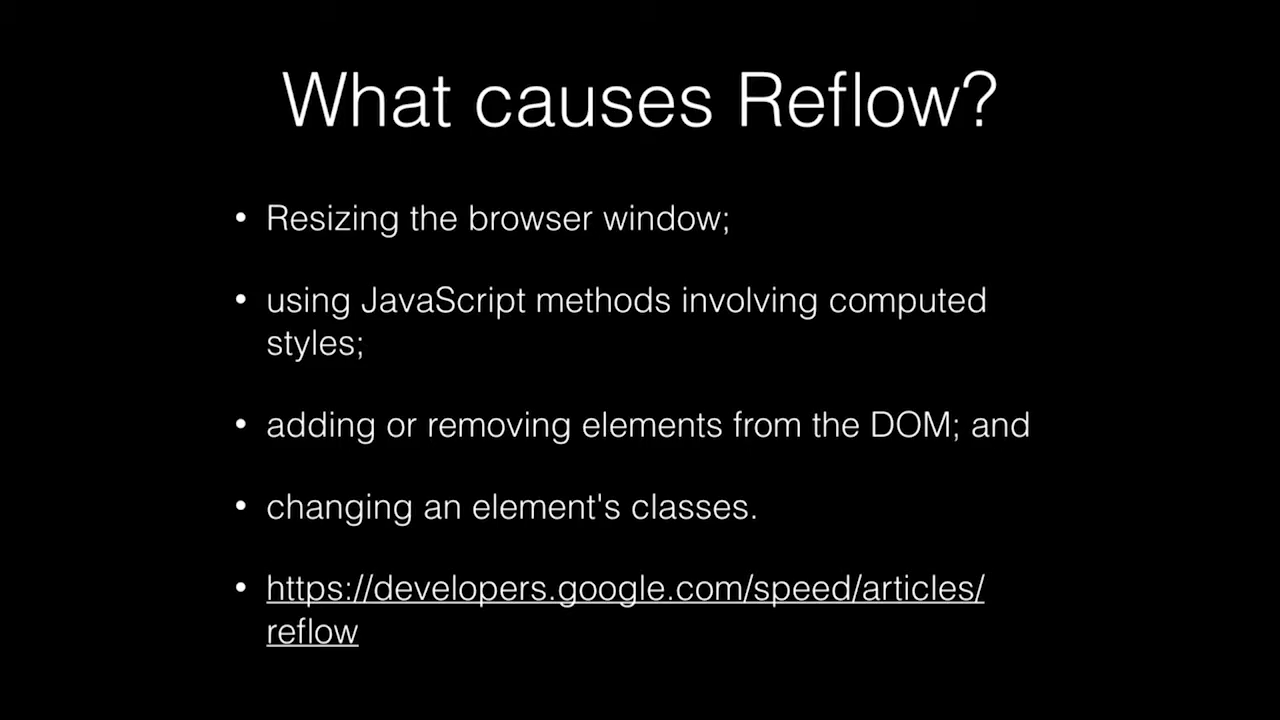 What causes Reflow?
• Resizing the browser window;
• using JavaScript methods involving computed
styles;
• adding or removing elements from the DOM; and
• changing an element's classes.
• https://developers.google.com/speed/articles/
reflow